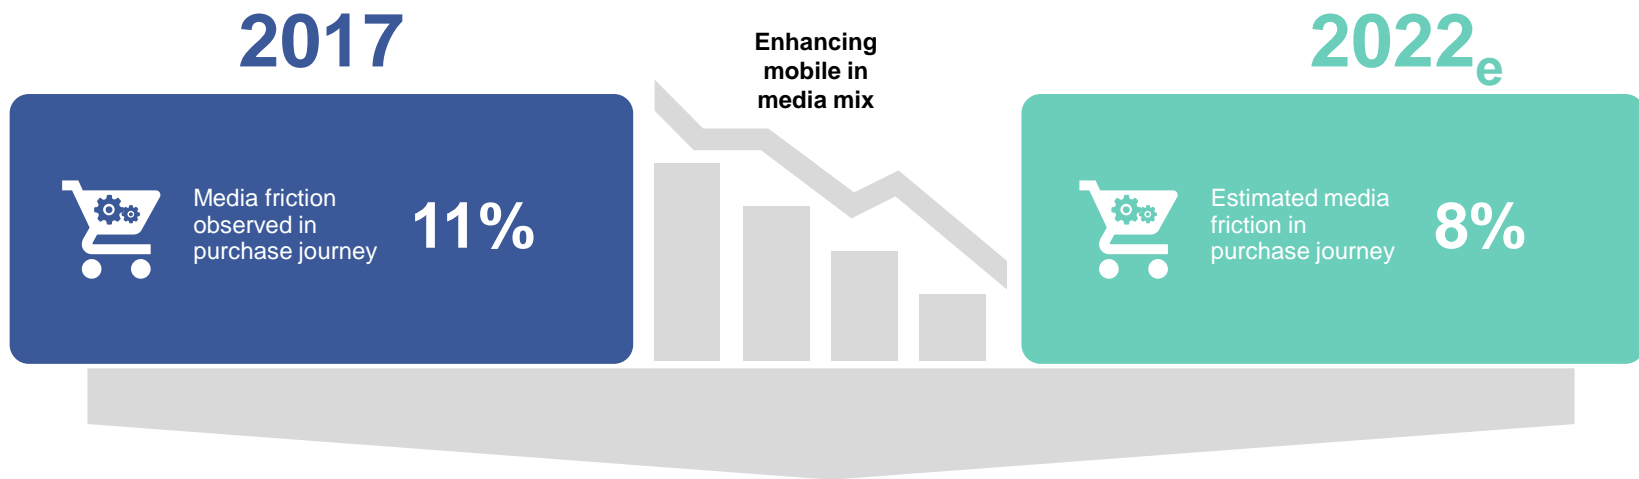 2017
Media friction
observed in
purchase journey
11%
Enhancing
mobile in
media mix
2022e
Estimated media
friction in
purchase journey
8%